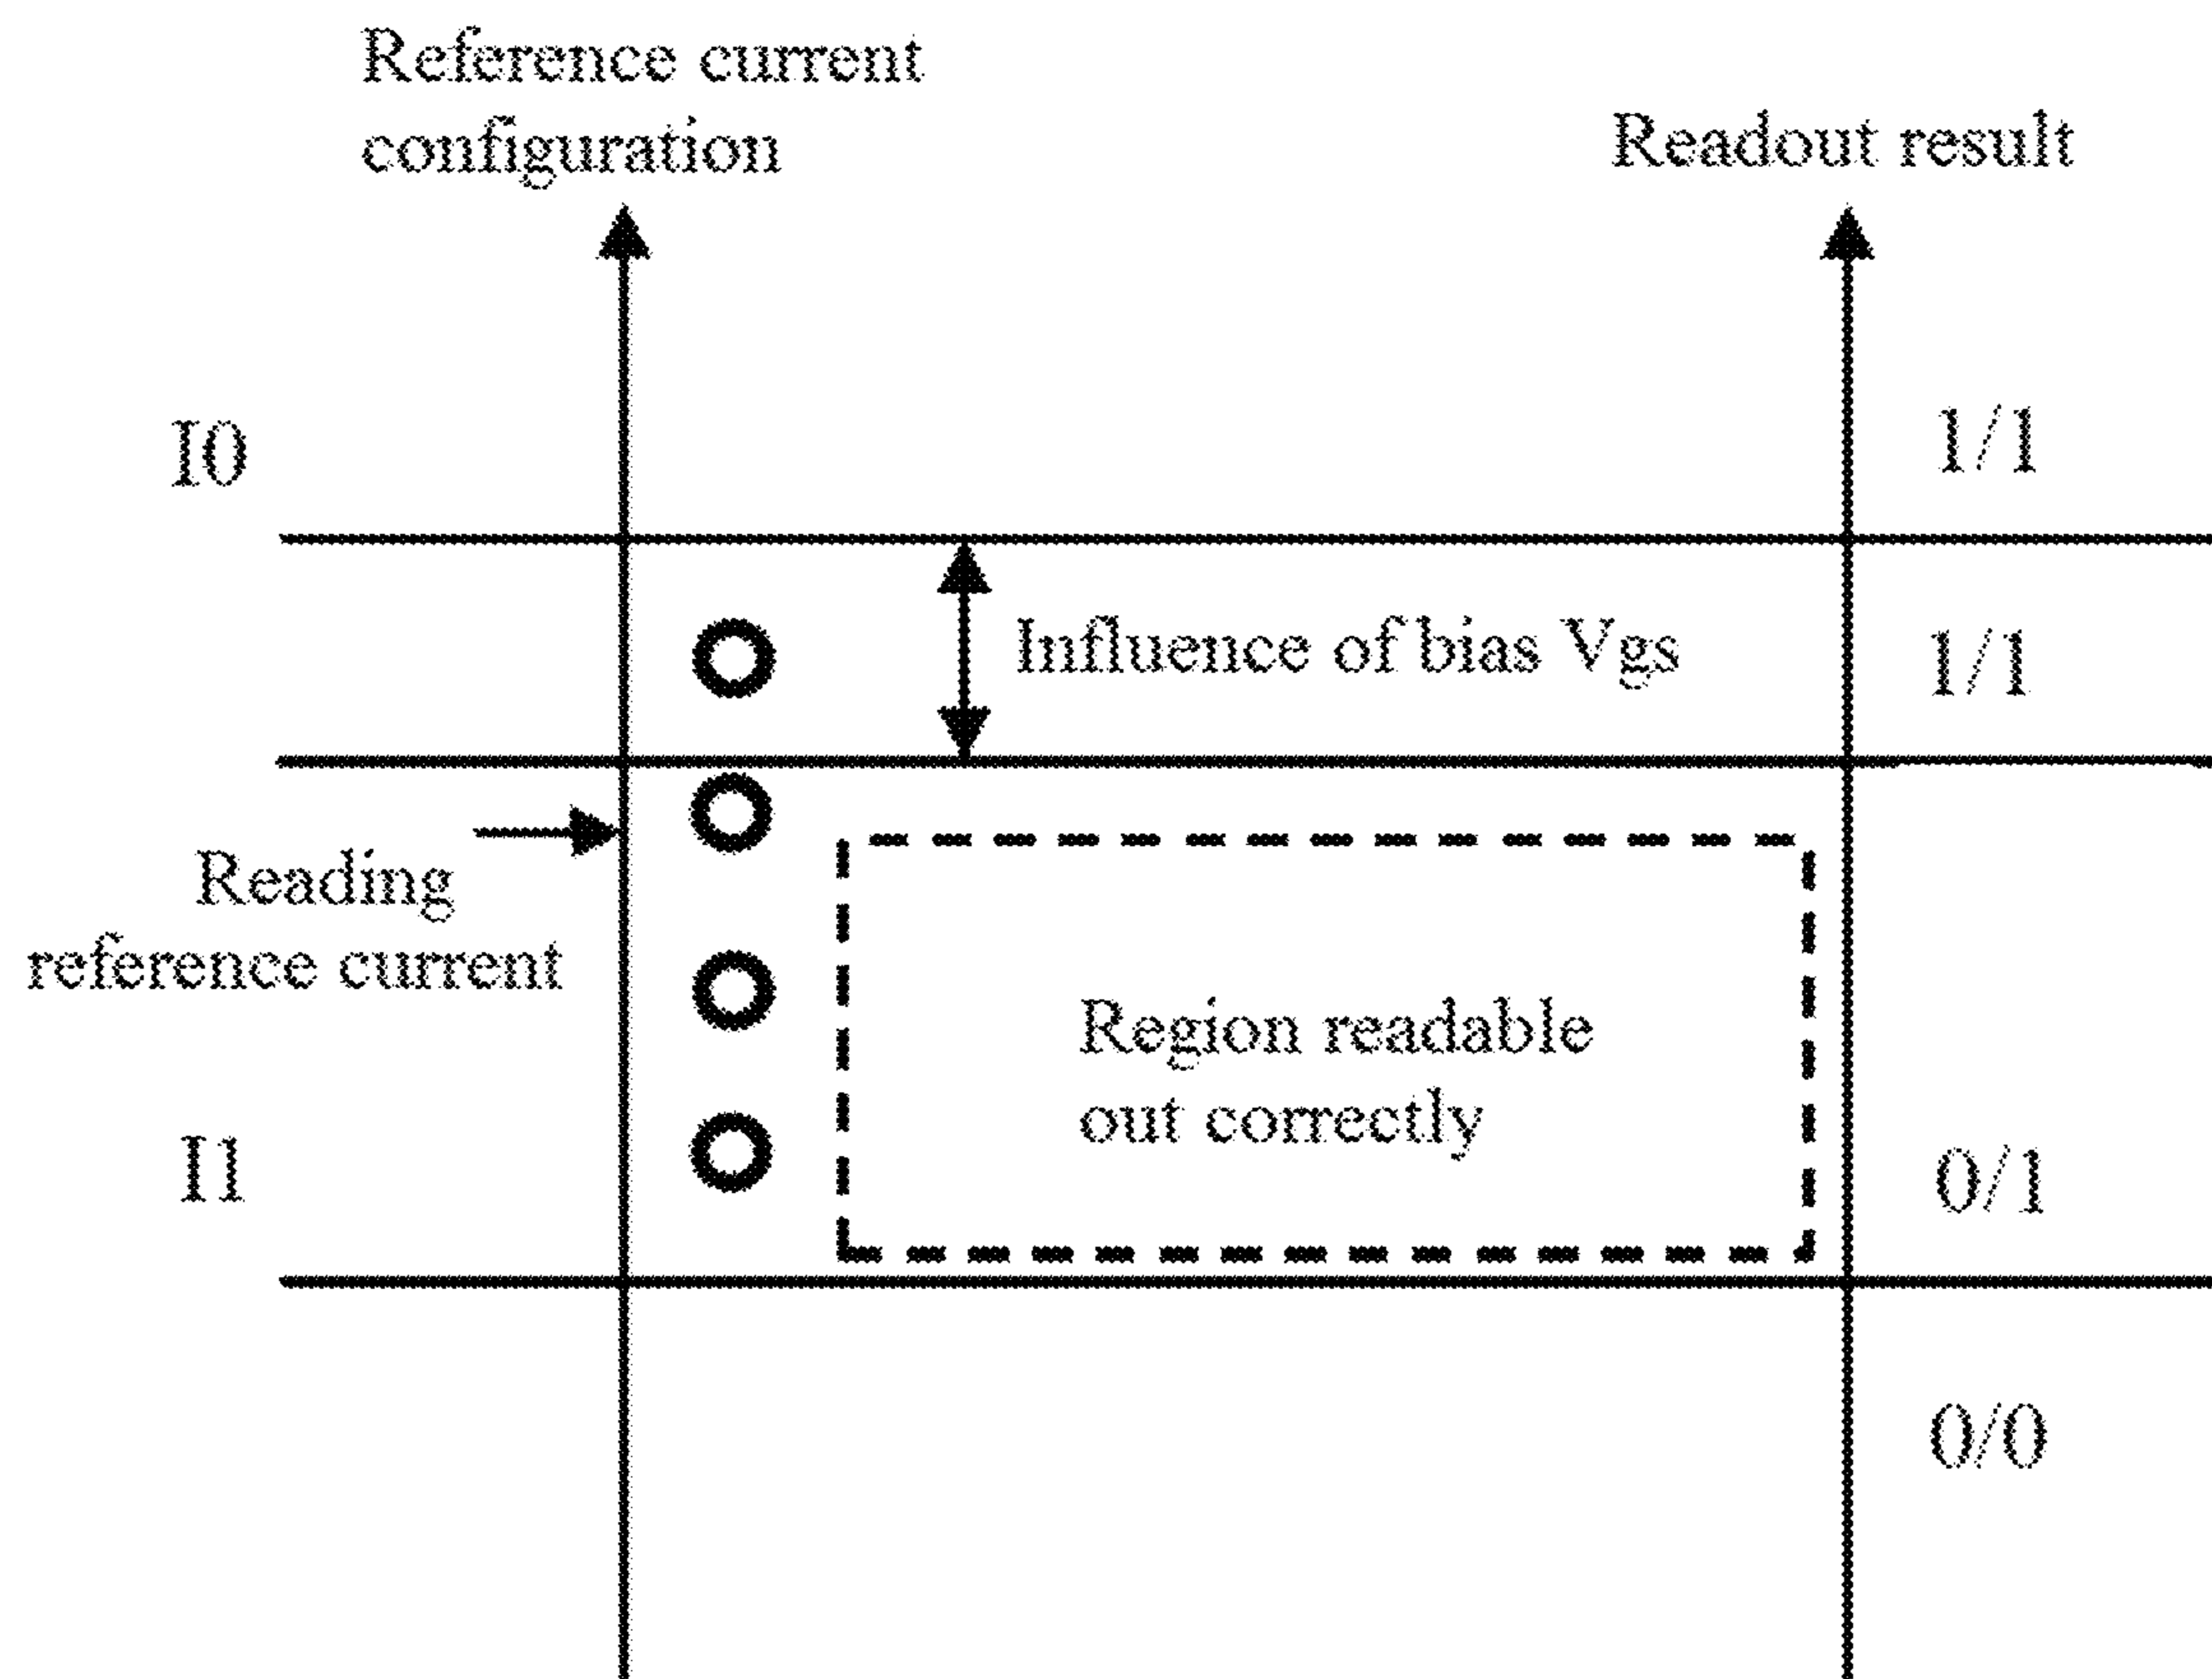 Reference current
configuration
Readout result
I0
1/1
Influence of bias Vgs
1/1
Reading
reference current
Region readable
out correctly
I1
0/1
0/0